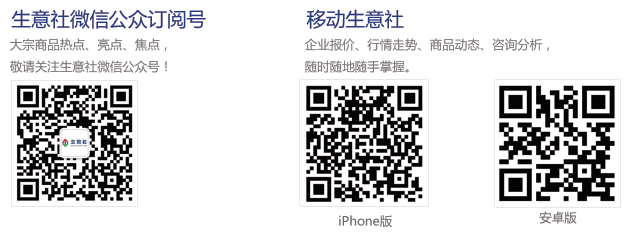 生意社微信公众订阅号
大宗商品热点、亮点、焦点，
敬请关注生意社微信公众号！
生意社
移动生意社
企业报价、行情走势、商品动态、咨询分析，
随时随地随手掌握。
iPhone版
安卓版